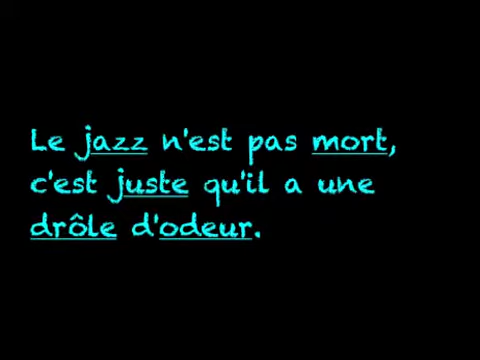 Le jazz n'est pas mort,
c'est juste qu'il a une
drôle d'odeur.